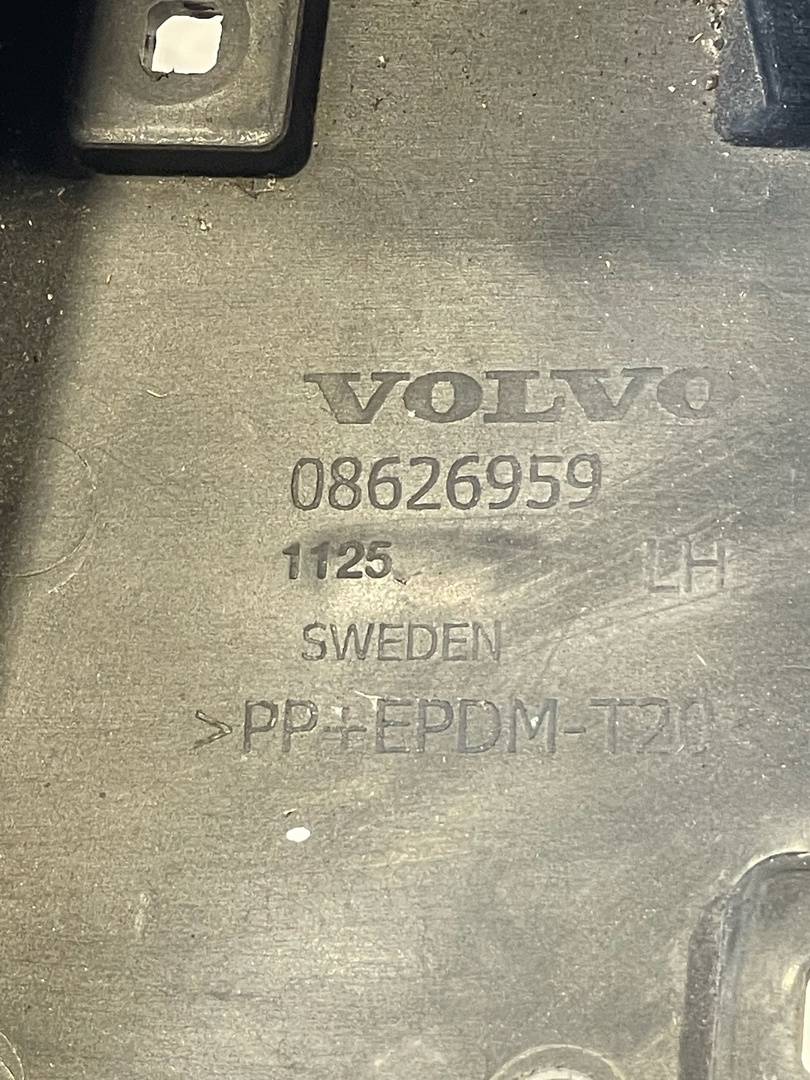 VOLVO
08626959
1125 LH
SWEDEN
>PP+EPDM-T20